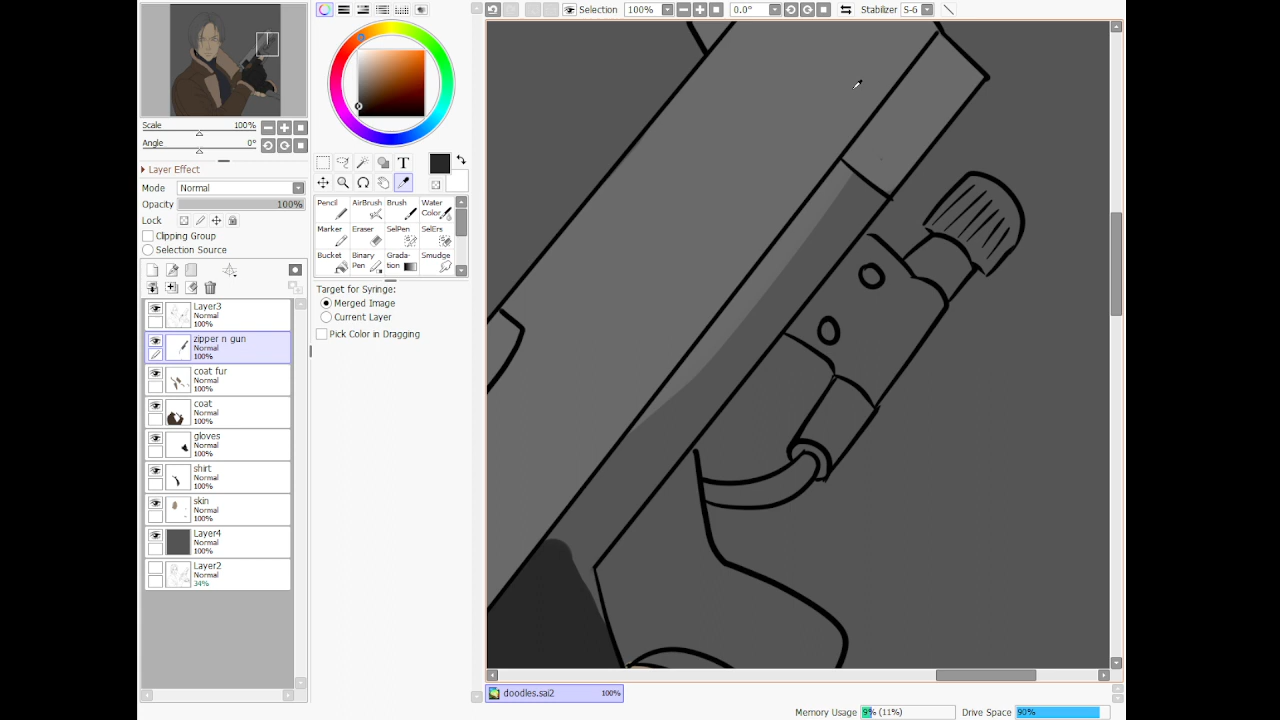 Selection
100%
0.0°
Stabilizer
S-6
Scale
100%
Angle
0°
Layer Effect
Mode
Normal
Opacity
100%
Lock
Clipping Group
Selection Source
Layer3
Normal
100%
zipper n gun
Normal
100%
coat fur
Normal
100%
coat
Normal
100%
gloves
Normal
100%
shirt
Normal
100%
skin
Normal
100%
Layer4
Normal
100%
Layer2
Normal
34%
T
Pencil
AirBrush
Brush
Water
Color
Marker
Eraser
SelPen
SelErs
Bucket
Binary
Pen
Grada-
tion
Smudge
Target for Syringe:
Merged Image
Current Layer
Pick Color in Dragging
doodles.sai2
100%
Memory Usage
9% (11%)
Drive Space
90%